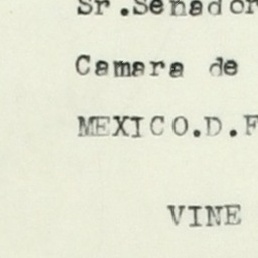 Sr.Senador
Camara de
MEXICO.D.F
VINE